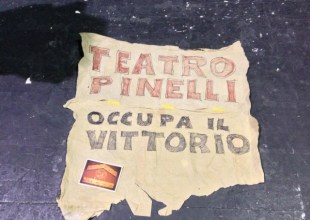 TEATRO
PINELLI
OCCUPA IL
VITTORIO